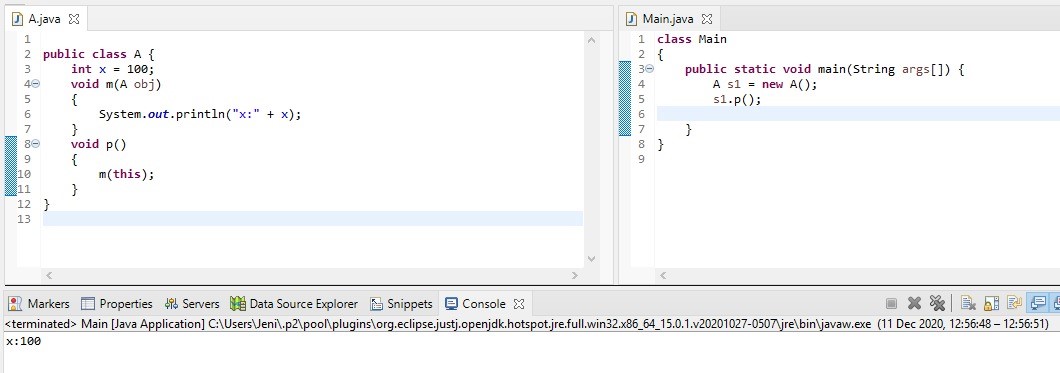 A.java
1
2 public class A {
3 int x = 100;
4 void m(A obj)
5 {
6 System.out.println("x:" + x);
7 }
8 void p()
9 {
10 m(this);
11 }
12 }
13
Main.java
1 class Main
2 {
3 public static void main(String args[]) {
4 A s1 = new A();
5 s1.p();
6
7 }
8 }
9
Markers Properties Servers Data Source Explorer Snippets Console
<terminated> Main [Java Application] C:\Users\Jeni\.p2\pool\plugins\org.eclipse.justj.openjdk.hotspot.jre.full.win32.x86_64_15.0.1.v20201027-0507\jre\bin\javaw.exe (11 Dec 2020, 12:56:48 – 12:56:51)
x:100